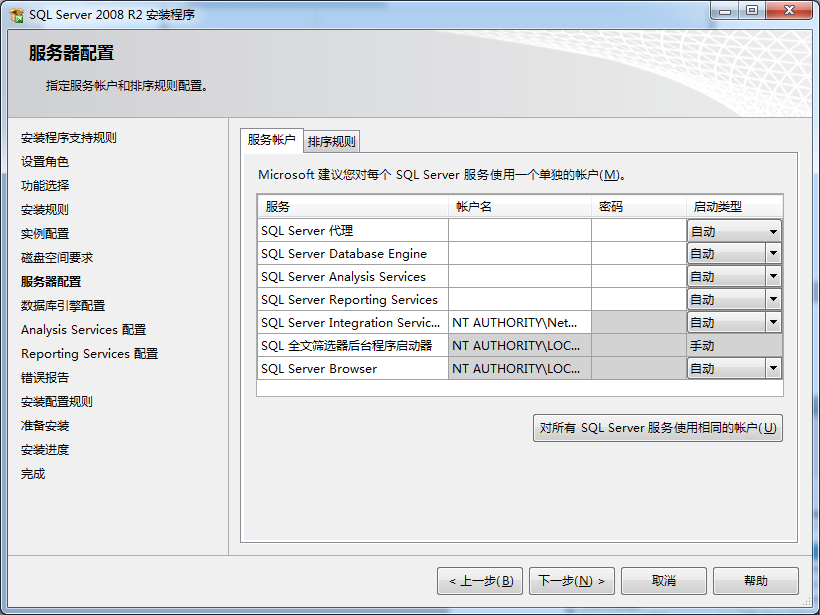 SQL Server 2008 R2 安装程序
服务器配置
指定服务帐户和排序规则配置。
安装程序支持规则
设置角色
功能选择
安装规则
实例配置
磁盘空间要求
服务器配置
数据库引擎配置
Analysis Services 配置
Reporting Services 配置
错误报告
安装配置规则
准备安装
安装进度
完成
服务帐户 排序规则
Microsoft 建议您对每个 SQL Server 服务使用一个单独的帐户(M)。
服务 帐户名 密码 启动类型
SQL Server 代理 自动
SQL Server Database Engine 自动
SQL Server Analysis Services 自动
SQL Server Reporting Services 自动
SQL Server Integration Servic... NT AUTHORITY\Net... 自动
SQL 全文筛选器后台程序启动器 NT AUTHORITY\LOC... 手动
SQL Server Browser NT AUTHORITY\LOC... 自动
对所有 SQL Server 服务使用相同的帐户(U)
< 上一步(B) 下一步(N) > 取消 帮助